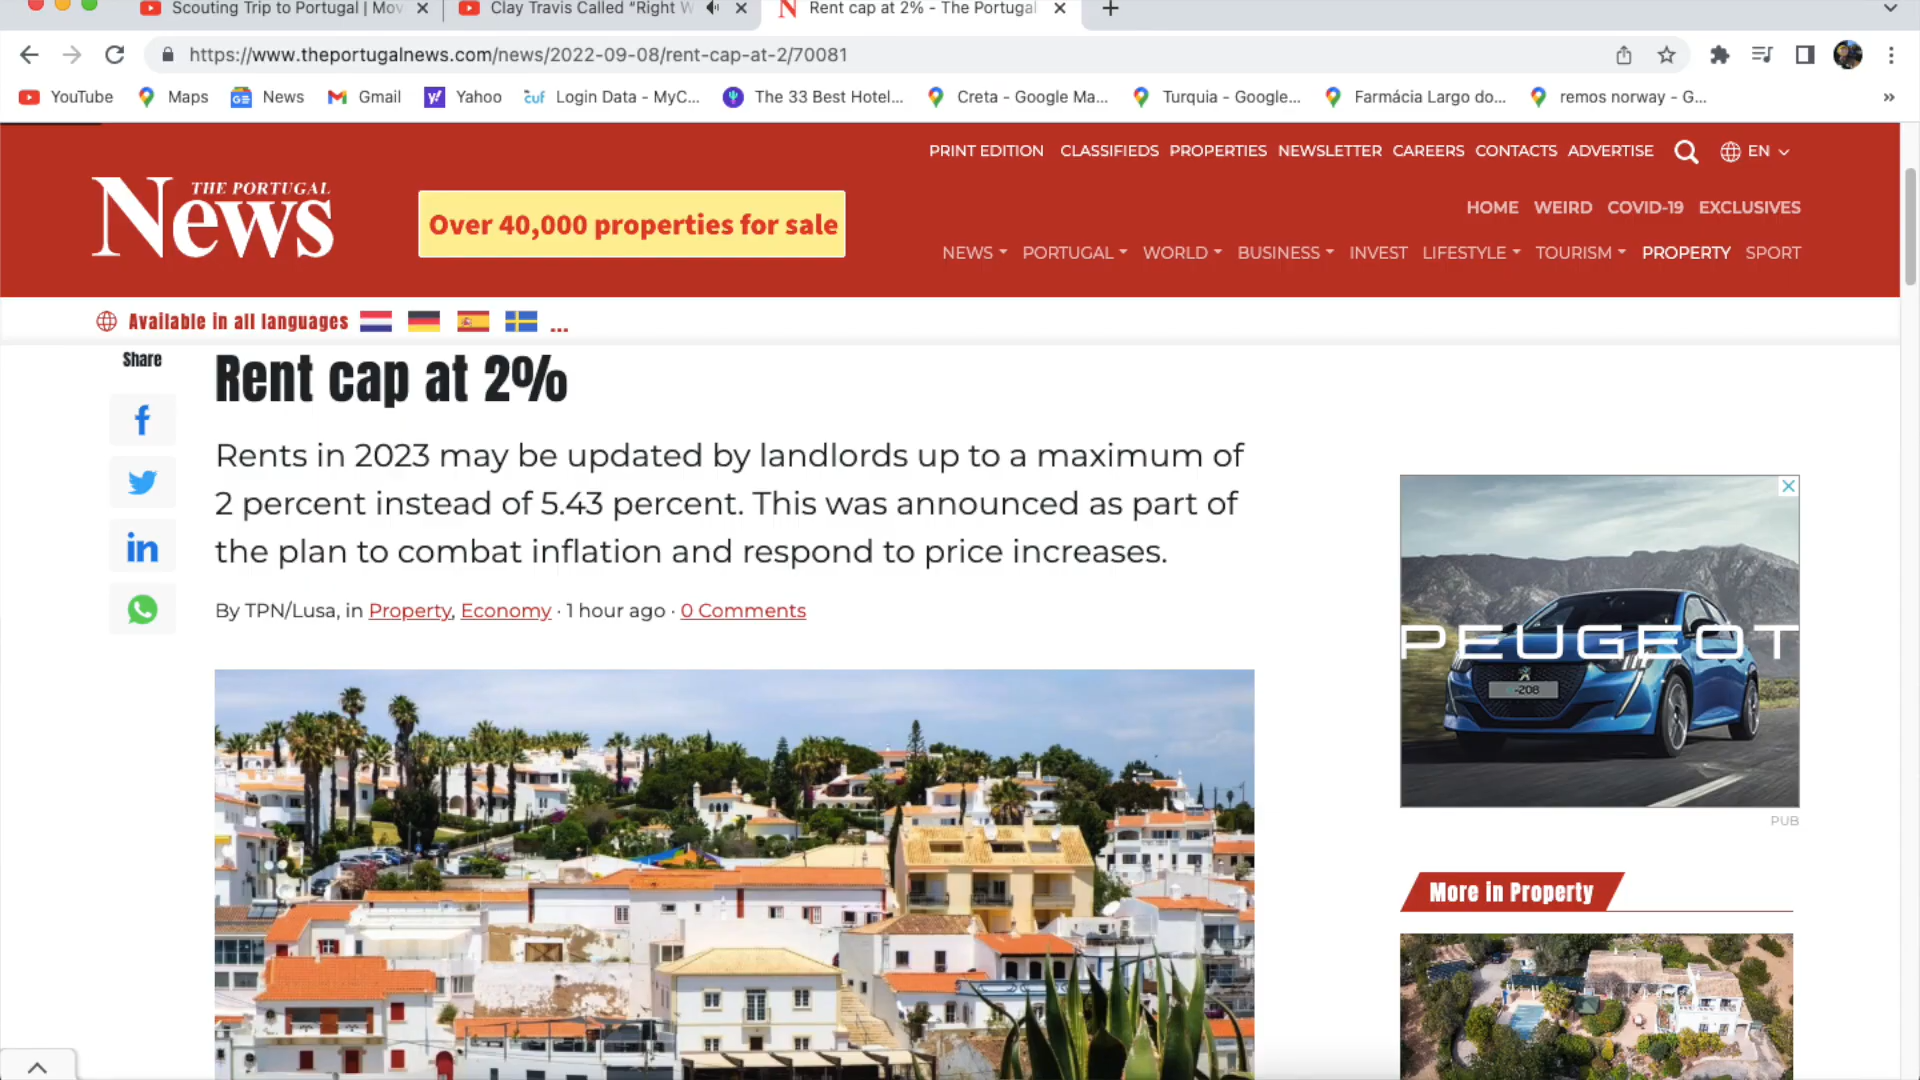 Scouting Trip to Portugal | Mov
Clay Travis Called "Right W
Rent cap at 2% - The Portugal
https://www.theportugalnews.com/news/2022-09-08/rent-cap-at-2/70081
YouTube
Maps
News
Gmail
Yahoo
cuf Login Data - MyC...
The 33 Best Hotel...
Creta - Google Ma...
Turquia - Google...
Farmácia Largo do...
remos norway - G...
PRINT EDITION CLASSIFIEDS PROPERTIES NEWSLETTER CAREERS CONTACTS ADVERTISE EN
THE PORTUGAL
News
Over 40,000 properties for sale
HOME WEIRD COVID-19 EXCLUSIVES
NEWS PORTUGAL WORLD BUSINESS INVEST LIFESTYLE TOURISM PROPERTY SPORT
Available in all languages ...
Share
Rent cap at 2%
Rents in 2023 may be updated by landlords up to a maximum of
2 percent instead of 5.43 percent. This was announced as part of
the plan to combat inflation and respond to price increases.
By TPN/Lusa, in Property, Economy · 1 hour ago · 0 Comments
PEUGEOT
e-208
PUB
More in Property